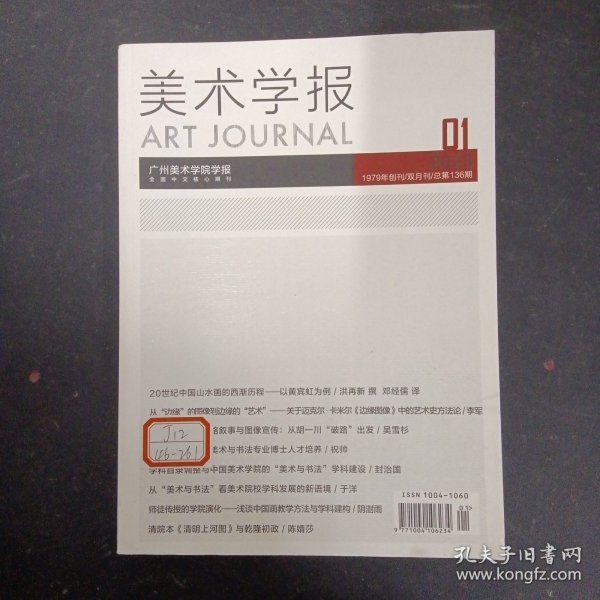 美术学报
ART JOURNAL
01
广州美术学院学报
全国中文核心期刊
1979年创刊/双月刊/总第136期
20世纪中国山水画的西渐历程——以黄宾虹为例 / 洪再新 撰 邓经儒 译
从“边缘”的图像到边缘的“艺术”——关于迈克尔·卡米尔《边缘图像》中的艺术史方法论 / 李军
叙事与图像宣传：从胡一川“破路”出发 / 吴雪杉
美术与书法专业博士人才培养 / 祝帅
学科目录调整与中国美术学院的“美术与书法”学科建设 / 封治国
从“美术与书法”看美术院校学科发展的新语境 / 于洋
师徒传授的学院演化——浅谈中国画教学方法与学科建构 / 阴澍雨
清院本《清明上河图》与乾隆初政 / 陈婧莎
J12
46-261
ISSN 1004-1060
01>
9 771004 106234
孔夫子旧书网
www.kongfz.com